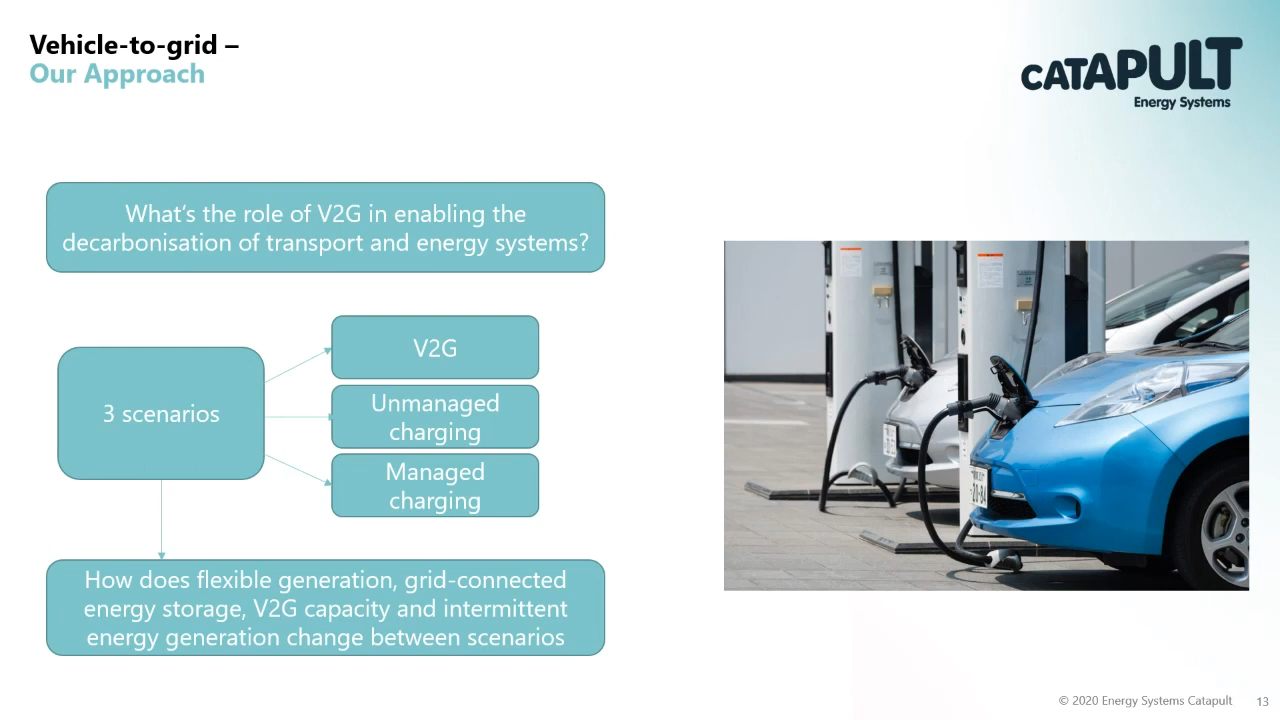 Vehicle-to-grid –
Our Approach
CATAPULT
Energy Systems
What's the role of V2G in enabling the
decarbonisation of transport and energy systems?
3 scenarios
V2G
Unmanaged
charging
Managed
charging
How does flexible generation, grid-connected
energy storage, V2G capacity and intermittent
energy generation change between scenarios
© 2020 Energy Systems Catapult
13